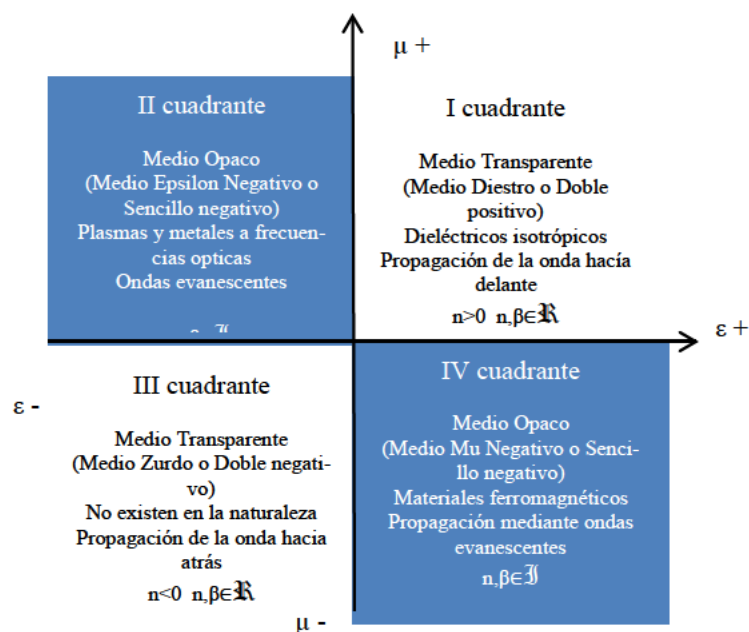 μ +
II cuadrante
Medio Opaco
(Medio Epsilon Negativo o
Sencillo negativo)
Plasmas y metales a frecuen-
cias opticas
Ondas evanescentes
I cuadrante
Medio Transparente
(Medio Diestro o Doble
positivo)
Dieléctricos isotrópicos
Propagación de la onda hacía
delante
n>0 n,β∈ℜ
ε +
ε -
III cuadrante
Medio Transparente
(Medio Zurdo o Doble negati-
vo)
No existen en la naturaleza
Propagación de la onda hacia
atrás
n<0 n,β∈ℜ
IV cuadrante
Medio Opaco
(Medio Mu Negativo o Senci-
llo negativo)
Materiales ferromagnéticos
Propagación mediante ondas
evanescentes
n,β∈ℑ
μ -